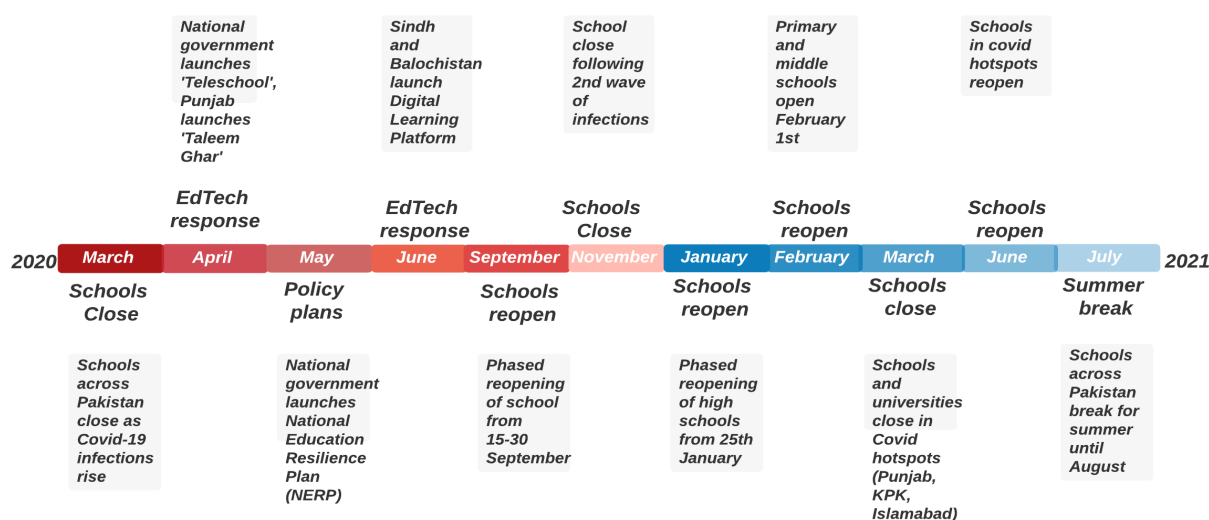 National
government
launches
'Teleschool',
Punjab
launches
'Taleem
Ghar'
Sindh
and
Balochistan
launch
Digital
Learning
Platform
School
close
following
2nd wave
of
infections
Primary
and
middle
schools
open
February
1st
Schools
in covid
hotspots
reopen
EdTech
response
EdTech
response
Schools
Close
Schools
reopen
Schools
reopen
2020
March
April
May
June
September
November
January
February
March
June
July
2021
Schools
Close
Policy
plans
Schools
reopen
Schools
reopen
Schools
close
Summer
break
Schools
across
Pakistan
close as
Covid-19
infections
rise
National
government
launches
National
Education
Resilience
Plan
(NERP)
Phased
reopening
of school
from
15-30
September
Phased
reopening
of high
schools
from 25th
January
Schools
and
universities
close in
Covid
hotspots
(Punjab,
KPK,
Islamabad)
Schools
across
Pakistan
break for
summer
until
August